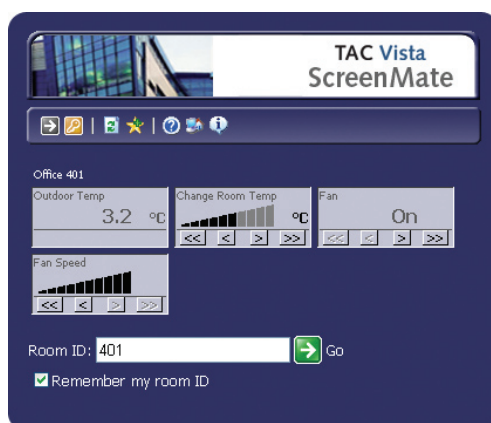 TAC Vista
ScreenMate
Office 401
Outdoor Temp
3.2 °C
Change Room Temp
°C
<< < > >>
Fan
On
<< < > >>
Fan Speed
<< < > >>
Room ID: 401 Go
Remember my room ID